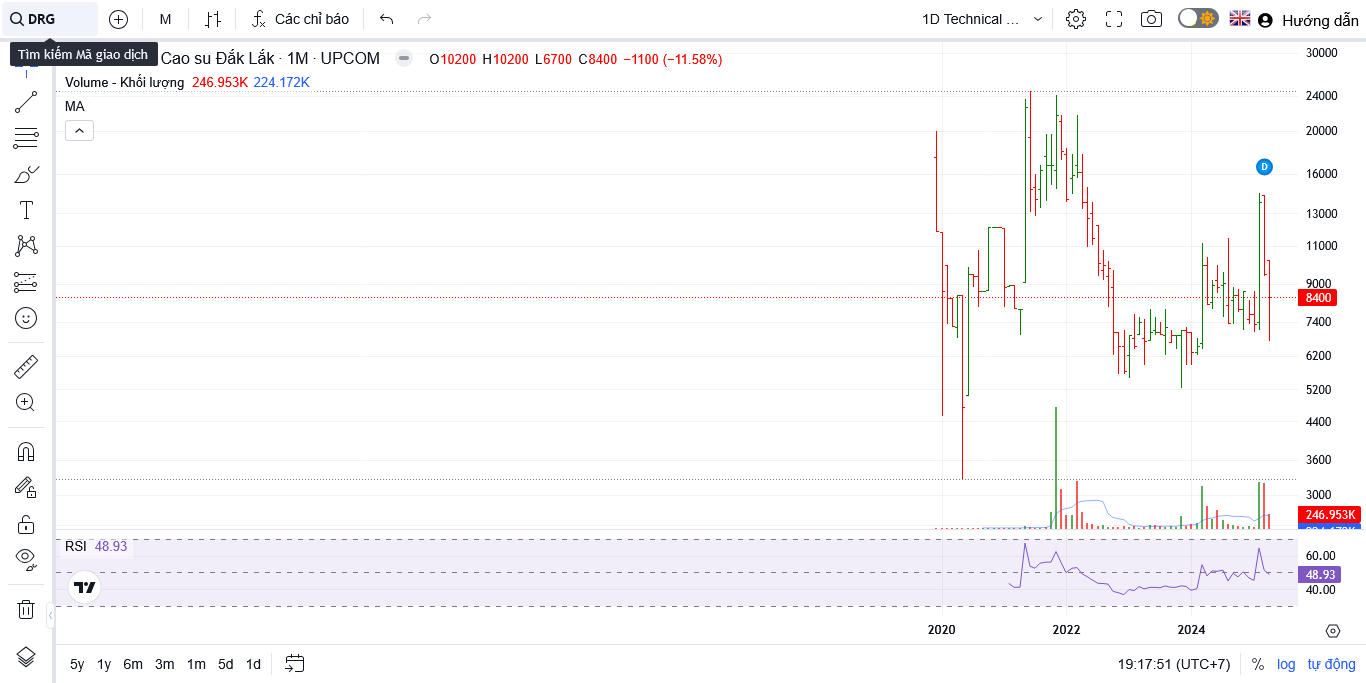 DRG
M
Các chỉ báo
1D Technical ...
Hướng dẫn
Tìm kiếm Mã giao dịch
Cao su Đắk Lắk · 1M · UPCOM
O10200 H10200 L6700 C8400 −1100 (−11.58%)
Volume - Khối lượng 246.953K 224.172K
MA
D
30000
24000
20000
16000
13000
11000
9000
8400
7400
6200
5200
4400
3600
3000
246.953K
RSI 48.93
60.00
48.93
40.00
2020 2022 2024
5y 1y 6m 3m 1m 5d 1d
19:17:51 (UTC+7)
% log tự động